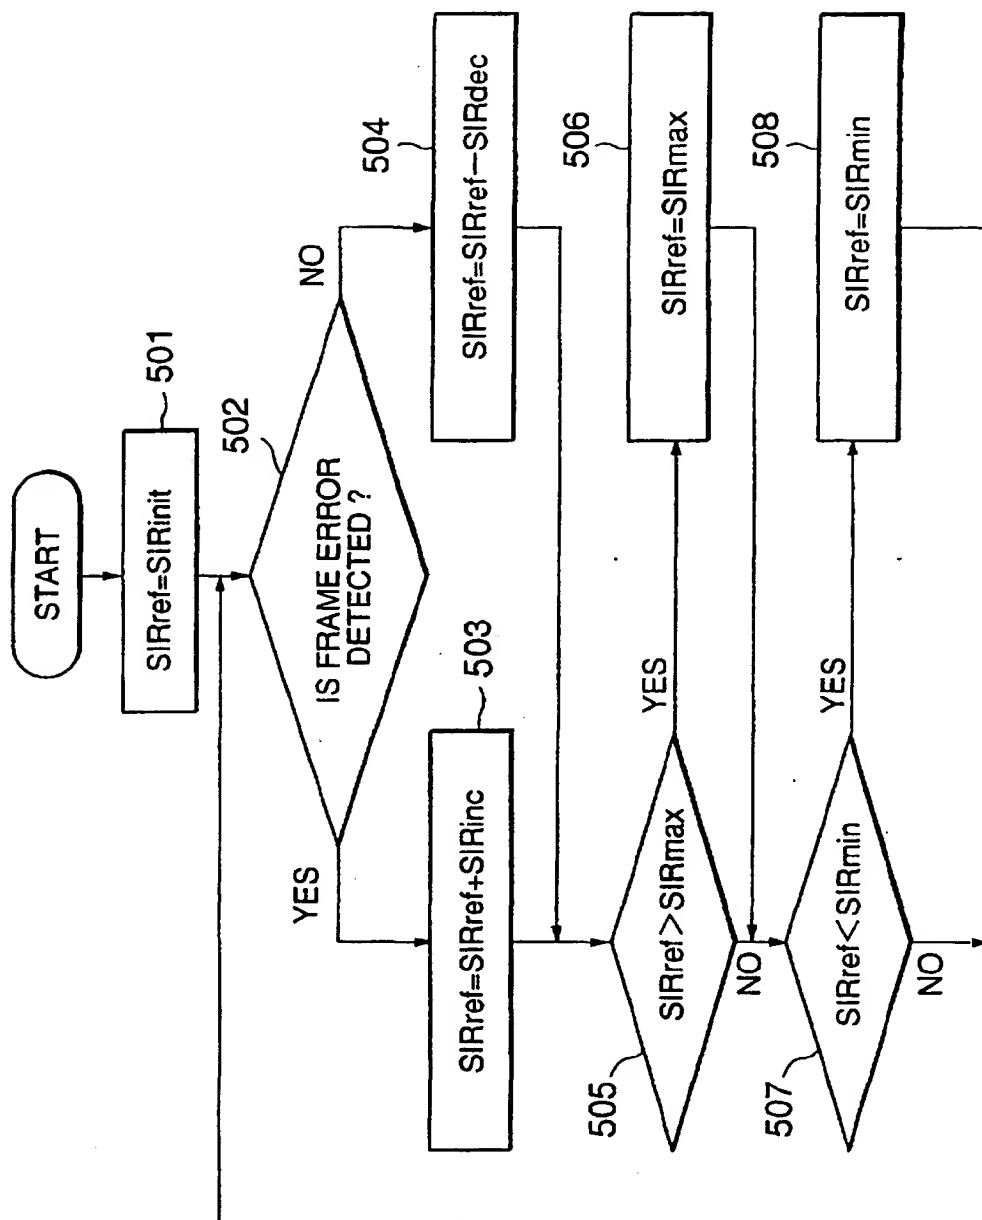 START
501
SIRref=SIRinit
502
IS FRAME ERROR
DETECTED ?
YES
NO
503
SIRref=SIRref+SIRinc
504
SIRref=SIRref−SIRdec
505
SIRref>SIRmax
YES
NO
506
SIRref=SIRmax
507
SIRref<SIRmin
YES
NO
508
SIRref=SIRmin